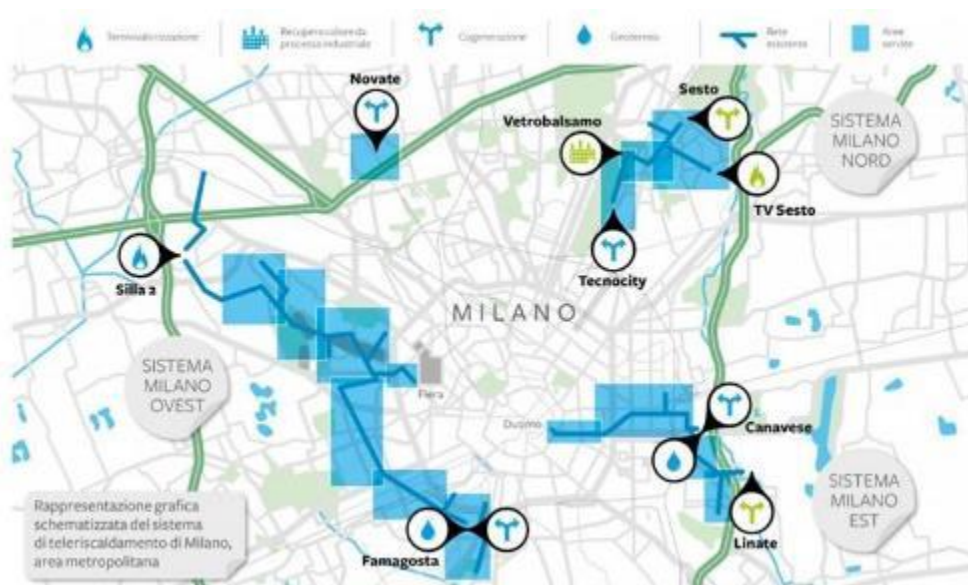 Termovalorizzazione
Recupero calore da
processo industriale
Cogenerazione
Geotermia
Rete
esistente
Aree
servite
Novate
Sesto
Vetrobalsamo
SISTEMA
MILANO
NORD
TV Sesto
Tecnocity
Silla 2
MILANO
SISTEMA
MILANO
OVEST
Fiera
Duomo
Canavese
SISTEMA
MILANO
EST
Linate
Famagosta
Rappresentazione grafica
schematizzata del sistema
di teleriscaldamento di Milano,
area metropolitana